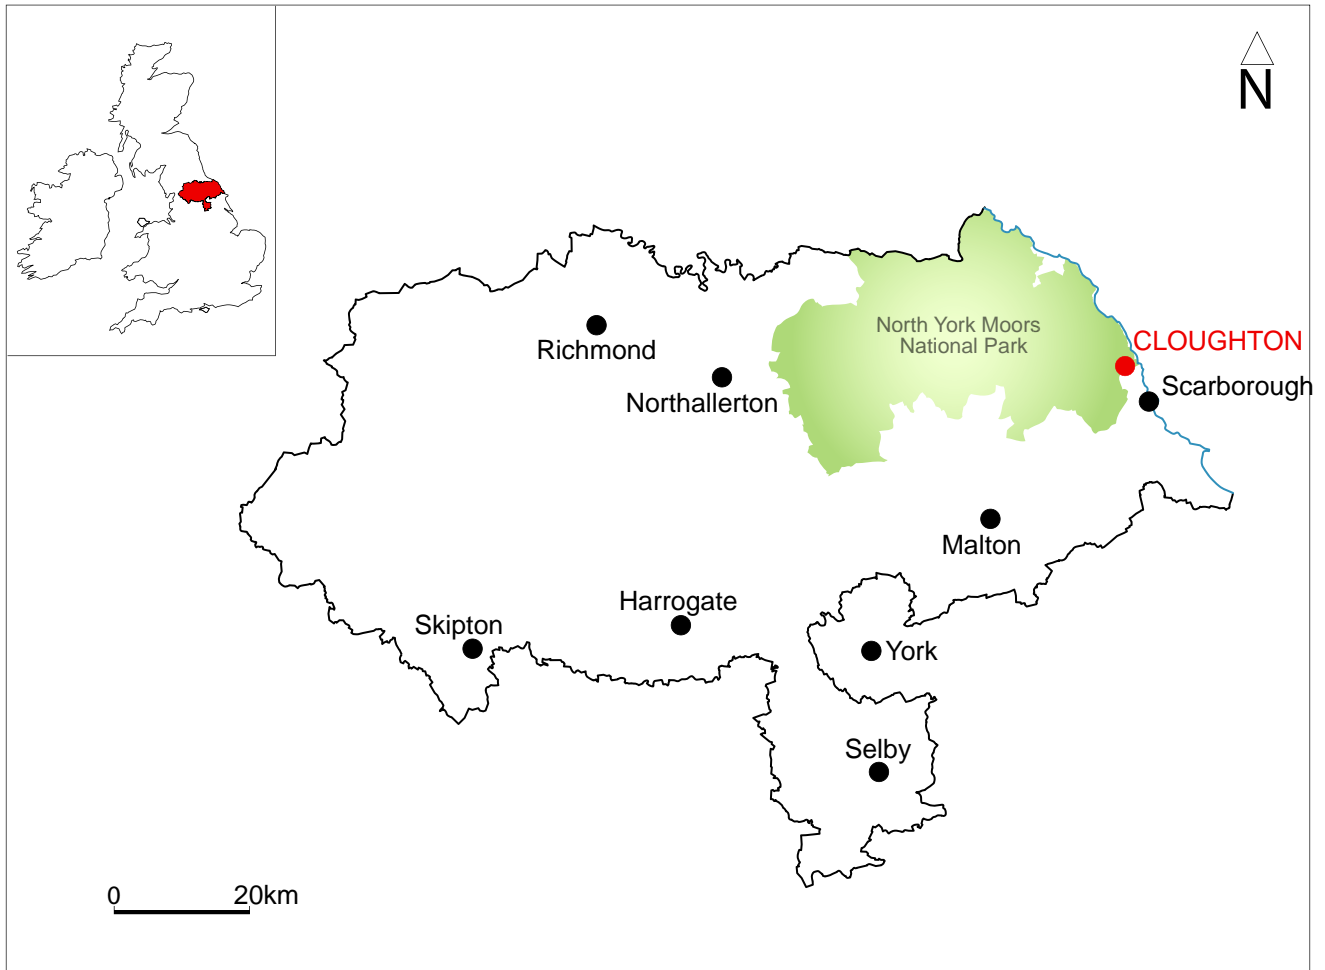 N
North York Moors
National Park
CLOUGHTON
Richmond
Scarborough
Northallerton
Malton
Harrogate
Skipton
York
Selby
0 20km